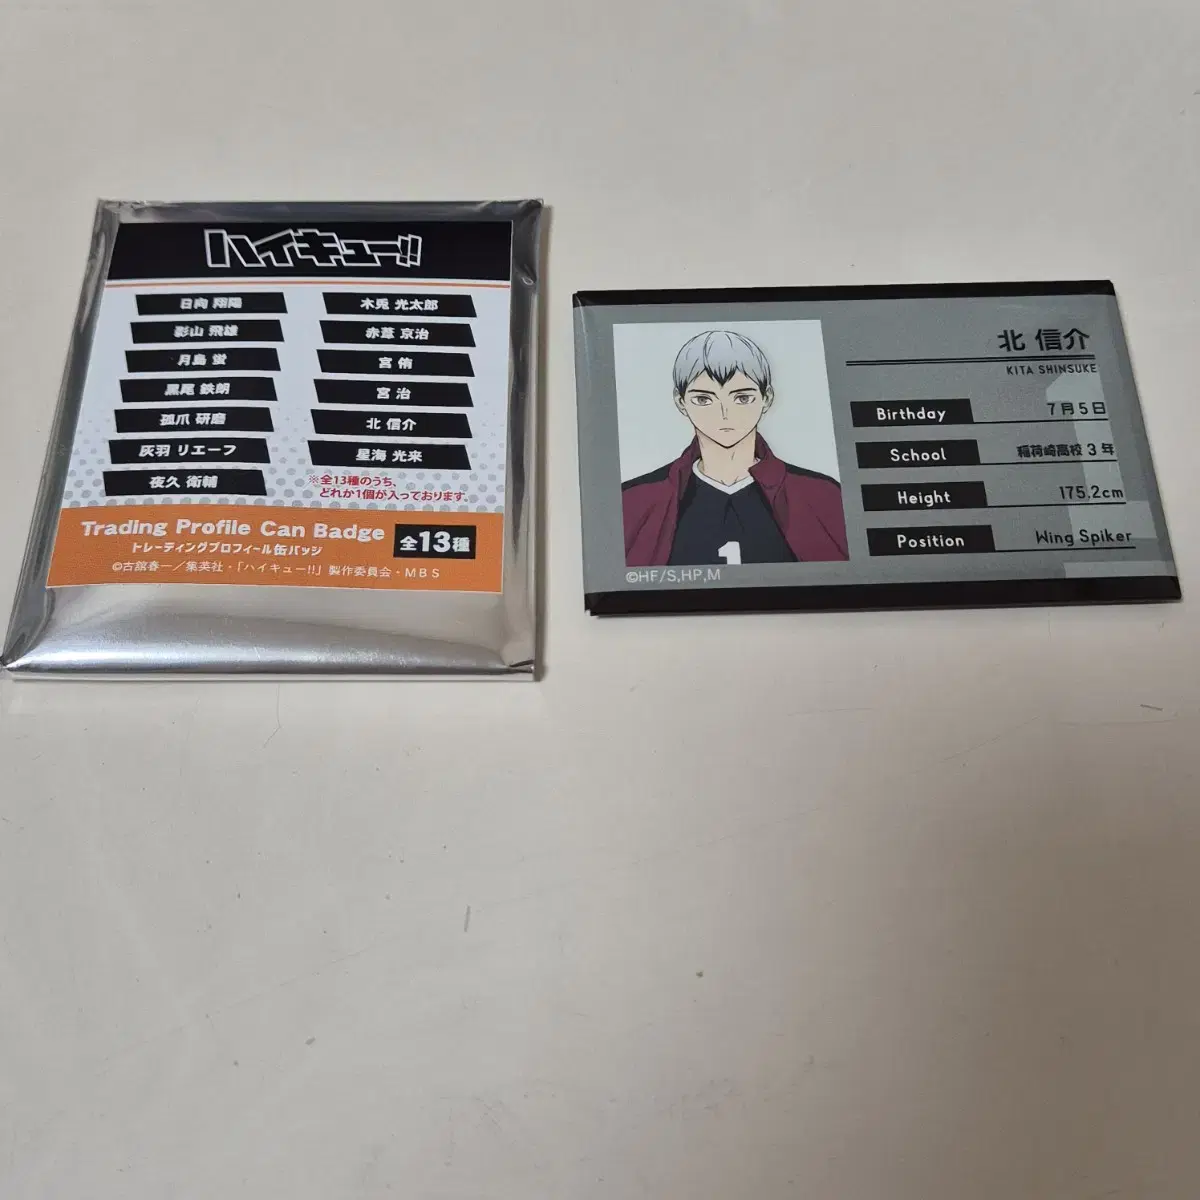 ハイキュー!!
日向 翔陽
影山 飛雄
月島 蛍
黒尾 鉄朗
孤爪 研磨
灰羽 リエーフ
夜久 衛輔
木兎 光太郎
赤葦 京治
宮 侑
宮 治
北 信介
星海 光来
※全13種のうち、
どれか1個が入っております。
Trading Profile Can Badge
トレーディングプロフィール缶バッジ
全13種
©古舘春一／集英社・「ハイキュー!!」製作委員会・MBS
北 信介
KITA SHINSUKE
Birthday 7月5日
School 稲荷崎高校 3年
Height 175.2cm
Position Wing Spiker
1
1
©HF/S,HP,M